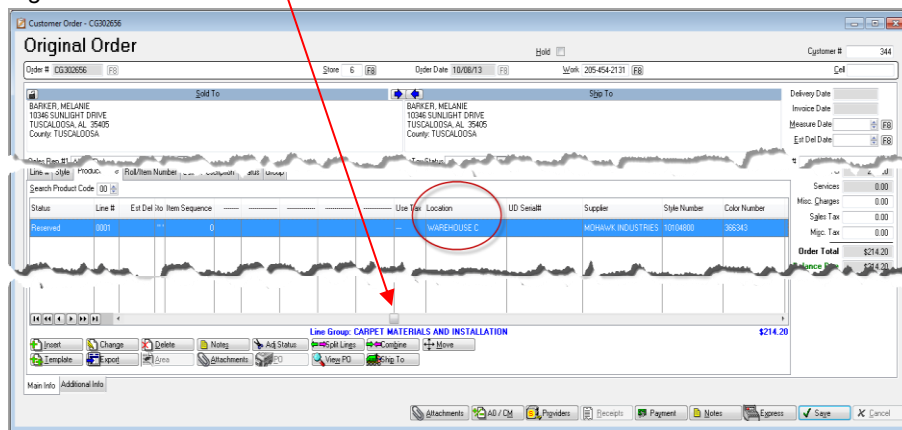 Customer Order - CG302656
Original Order
Hold
Customer # 344
Order # CG302656 F8
Store 6 F8
Order Date 10/08/13 F8
Work 205-454-2131 F8
Cell
Sold To
Ship To
Delivery Date
BARKER, MELANIE
10346 SUNLIGHT DRIVE
TUSCALOOSA, AL 35405
County: TUSCALOOSA
BARKER, MELANIE
10346 SUNLIGHT DRIVE
TUSCALOOSA, AL 35405
County: TUSCALOOSA
Invoice Date
Measure Date F8
Est Del Date F8
Line # Style Roll/Item Number
Search Product Code 00
Services 0.00
Misc. Charges 0.00
Sales Tax 0.00
Misc. Tax 0.00
Order Total $214.20
Status Line # Est Del Item Sequence Use Tax Location UD Serial# Supplier Style Number Color Number
Reserved 0001 0 WAREHOUSE C MOHAWK INDUSTRIES 10104800 366343
Line Group: CARPET MATERIALS AND INSTALLATION $214.20
Insert Change Delete Notes Adj Status Split Lines Combine Move
Template Export Area Attachments PO View PO Ship To
Main Info Additional Info
Attachments AO / CM Providers Receipts Payment Notes Express Save Cancel